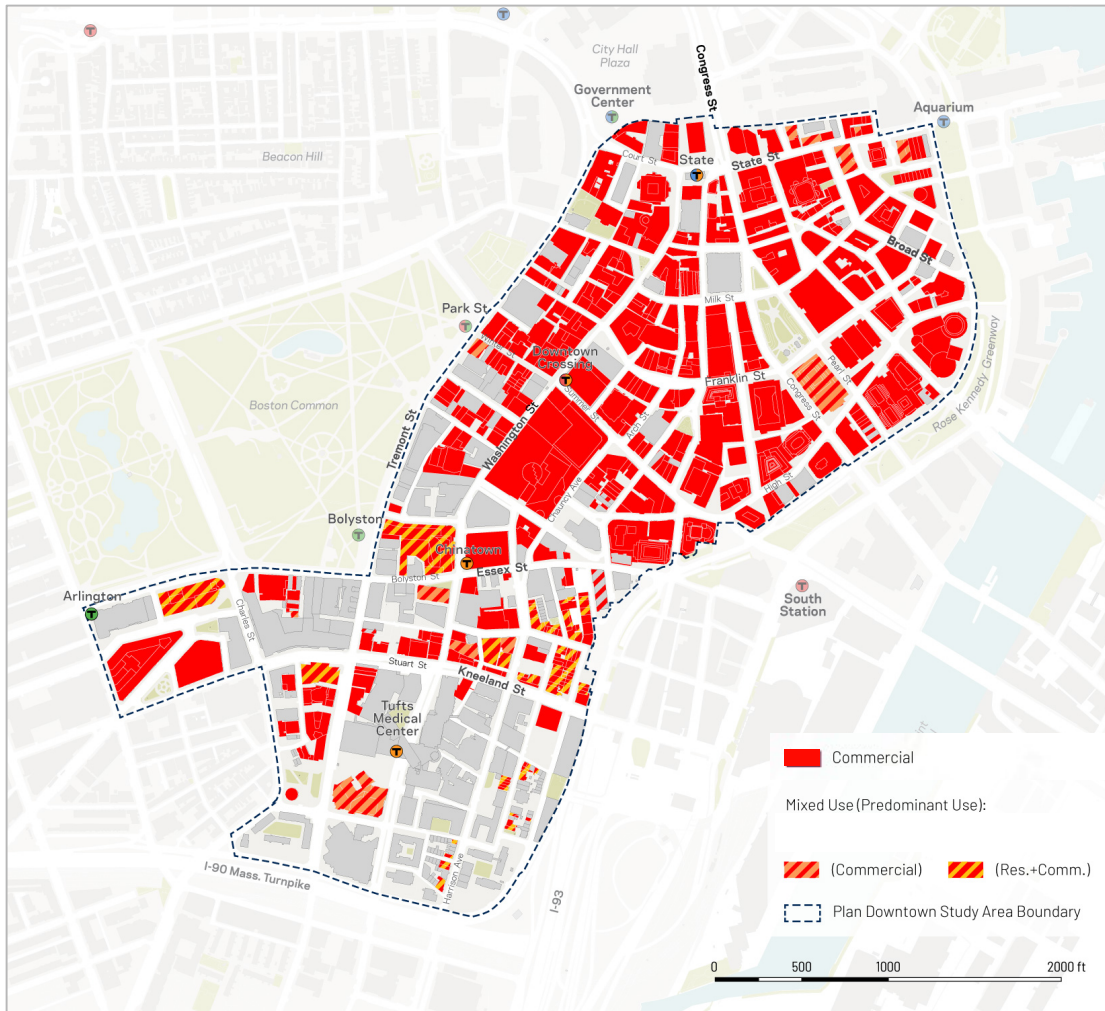 City Hall
Plaza
Congress St
Government
Center
Aquarium
Beacon Hill
Court St
State
State St
Broad St
Park St
Milk St
Winter St
Downtown
Crossing
Pearl St
Franklin St
Rose Kennedy Greenway
Boston Common
Summer St
Congress St
Tremont St
Washington St
Arch St
High St
Chauncy Ave
Bolyston
Chinatown
Essex St
Bolyston St
Arlington
South
Station
Charles St
Stuart St
Kneeland St
Tufts
Medical
Center
Commercial
Mixed Use (Predominant Use):
(Commercial)
(Res.+Comm.)
Harrison Ave
I-90 Mass. Turnpike
I-93
Plan Downtown Study Area Boundary
0 500 1000 2000 ft
T
T
T
T
T
T
T
T
T
T
T
T